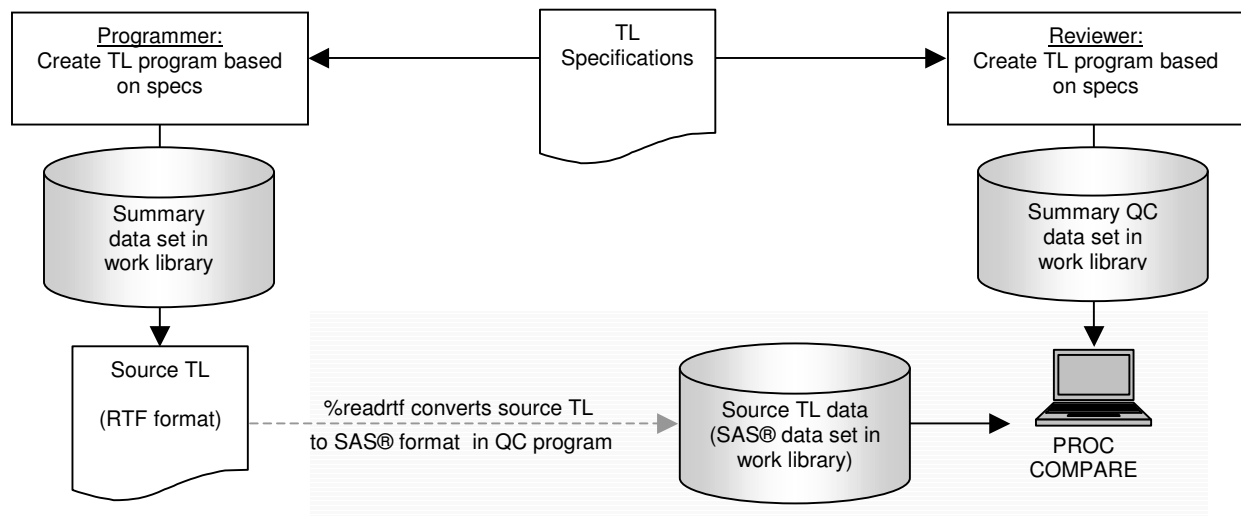 Programmer:
Create TL program based
on specs
TL
Specifications
Reviewer:
Create TL program based
on specs
Summary
data set in
work library
Summary QC
data set in
work library
Source TL
(RTF format)
%readrtf converts source TL
to SAS® format in QC program
Source TL data
(SAS® data set in
work library)
PROC
COMPARE